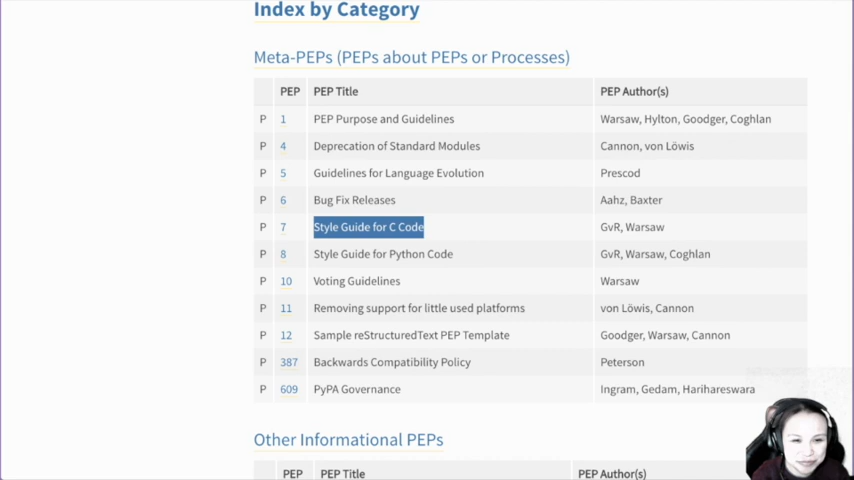 Index by Category
Meta-PEPs (PEPs about PEPs or Processes)
PEP PEP Title PEP Author(s)
P 1 PEP Purpose and Guidelines Warsaw, Hylton, Goodger, Coghlan
P 4 Deprecation of Standard Modules Cannon, von Löwis
P 5 Guidelines for Language Evolution Prescod
P 6 Bug Fix Releases Aahz, Baxter
P 7 Style Guide for C Code GvR, Warsaw
P 8 Style Guide for Python Code GvR, Warsaw, Coghlan
P 10 Voting Guidelines Warsaw
P 11 Removing support for little used platforms von Löwis, Cannon
P 12 Sample reStructuredText PEP Template Goodger, Warsaw, Cannon
P 387 Backwards Compatibility Policy Peterson
P 609 PyPA Governance Ingram, Gedam, Harihareswara
Other Informational PEPs
PEP PEP Title PEP Author(s)